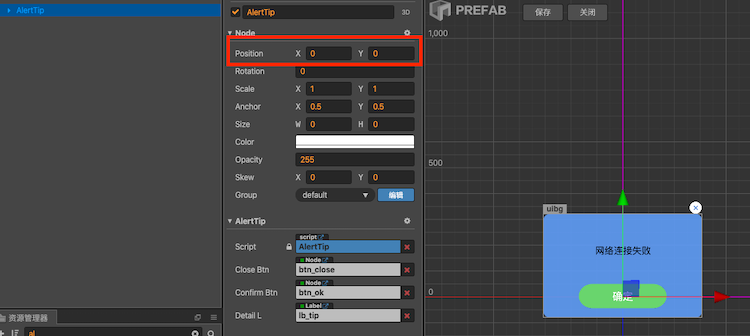 AlertTip
AlertTip 3D
Node
Position X 0 Y 0
Rotation 0
Scale X 1 Y 1
Anchor X 0.5 Y 0.5
Size W 0 H 0
Color
Opacity 255
Skew X 0 Y 0
Group default 编辑
AlertTip
script
Script AlertTip
Node
Close Btn btn_close
Node
Confirm Btn btn_ok
Label
Detail L lb_tip
资源管理器
al
PREFAB 保存 关闭
1,000
500
0
uibg
网络连接失败
确定